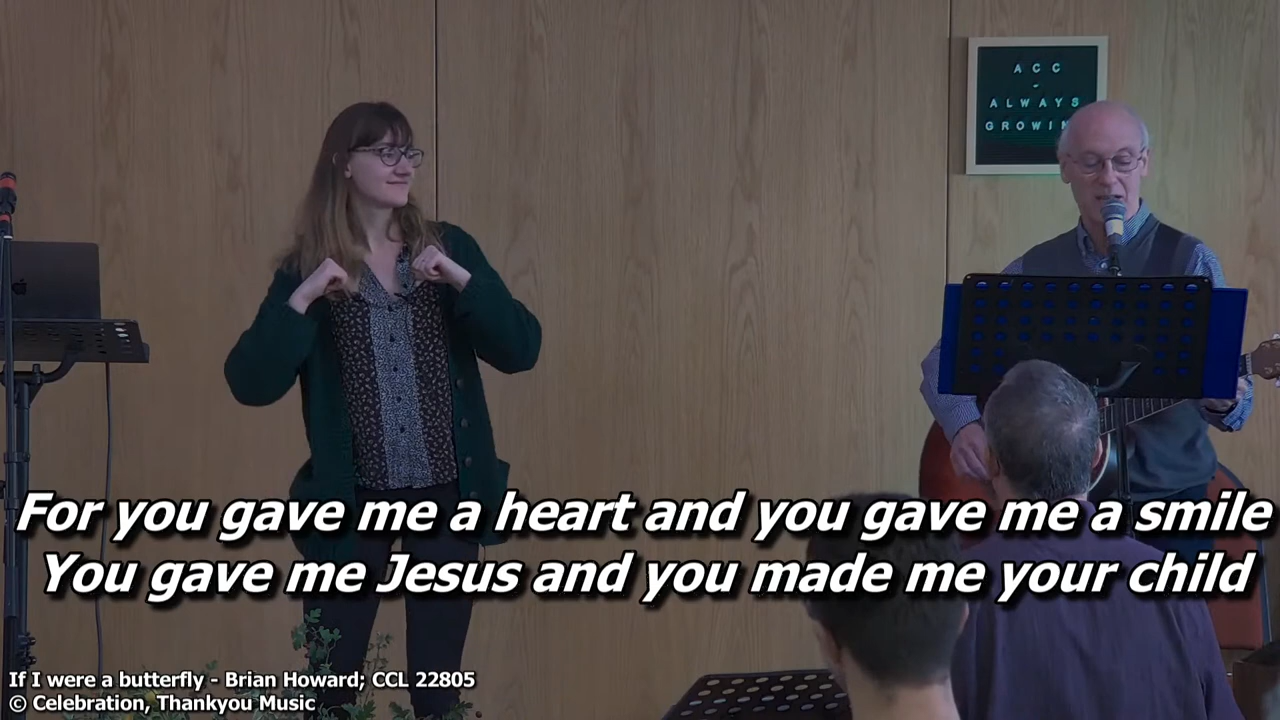 ACC
-
ALWAYS
For you gave me a heart and you gave me a smile
You gave me Jesus and you made me your child
If I were a butterfly - Brian Howard; CCL 22805
© Celebration, Thankyou Music